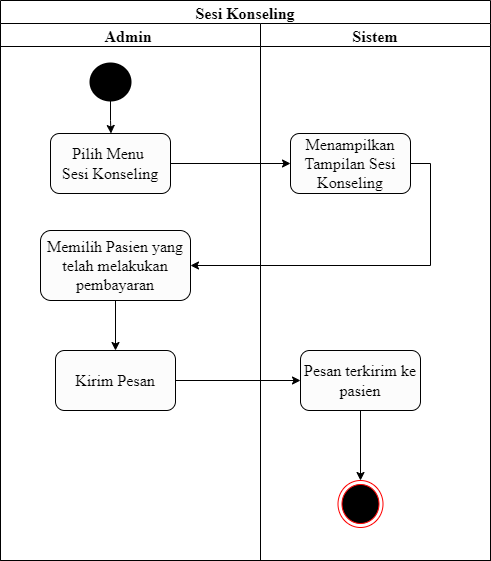 Sesi Konseling
Admin
Sistem
Pilih Menu
Sesi Konseling
Menampilkan
Tampilan Sesi
Konseling
Memilih Pasien yang
telah melakukan
pembayaran
Kirim Pesan
Pesan terkirim ke
pasien